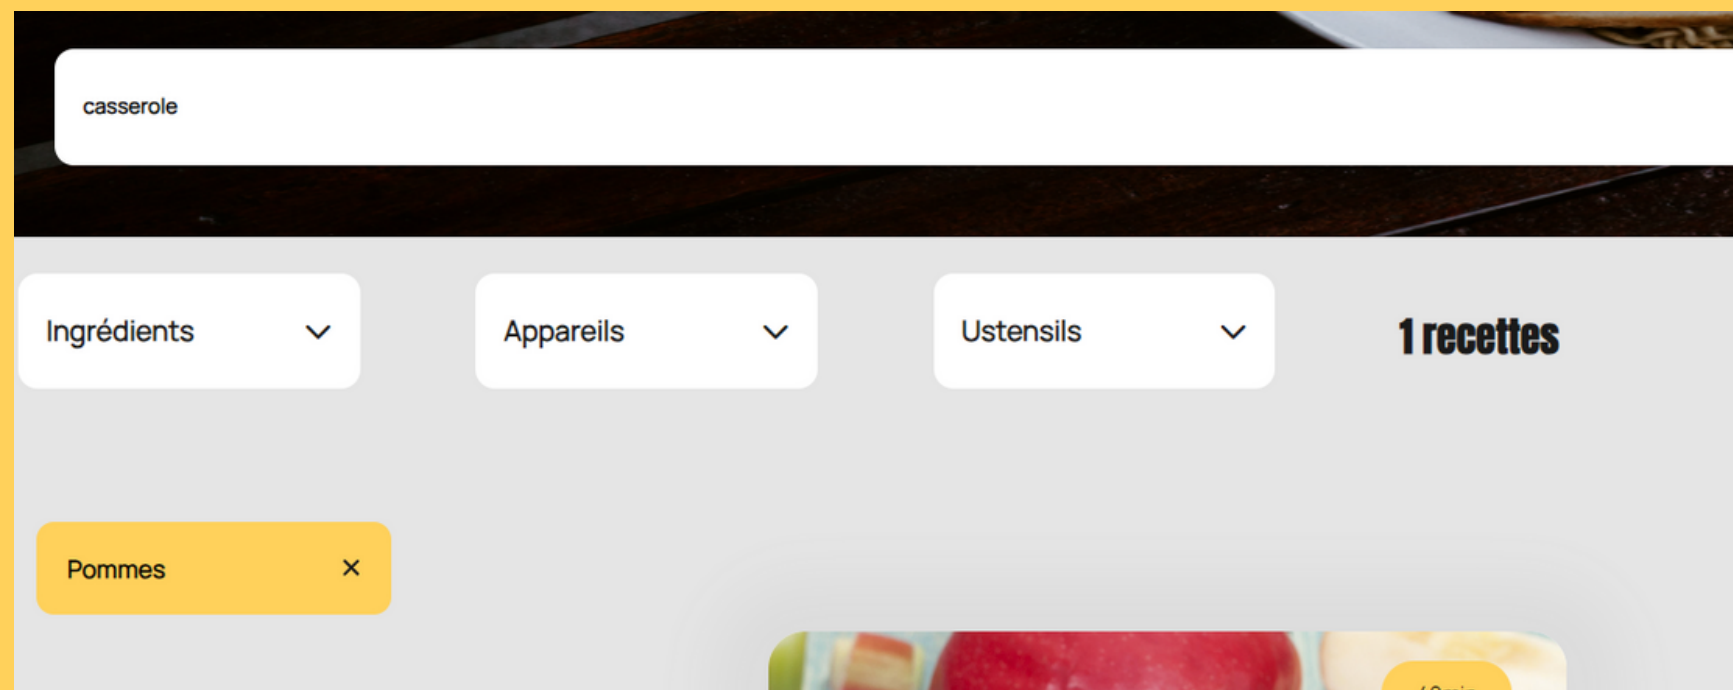 casserole
Ingrédients
Appareils
Ustensils
1 recettes
Pommes